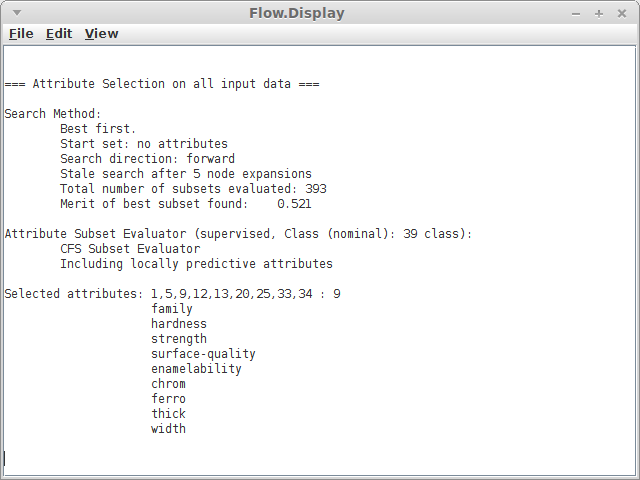 Flow.Display
File Edit View
=== Attribute Selection on all input data ===
Search Method:
Best first.
Start set: no attributes
Search direction: forward
Stale search after 5 node expansions
Total number of subsets evaluated: 393
Merit of best subset found:    0.521
Attribute Subset Evaluator (supervised, Class (nominal): 39 class):
CFS Subset Evaluator
Including locally predictive attributes
Selected attributes: 1,5,9,12,13,20,25,33,34 : 9
family
hardness
strength
surface-quality
enamelability
chrom
ferro
thick
width